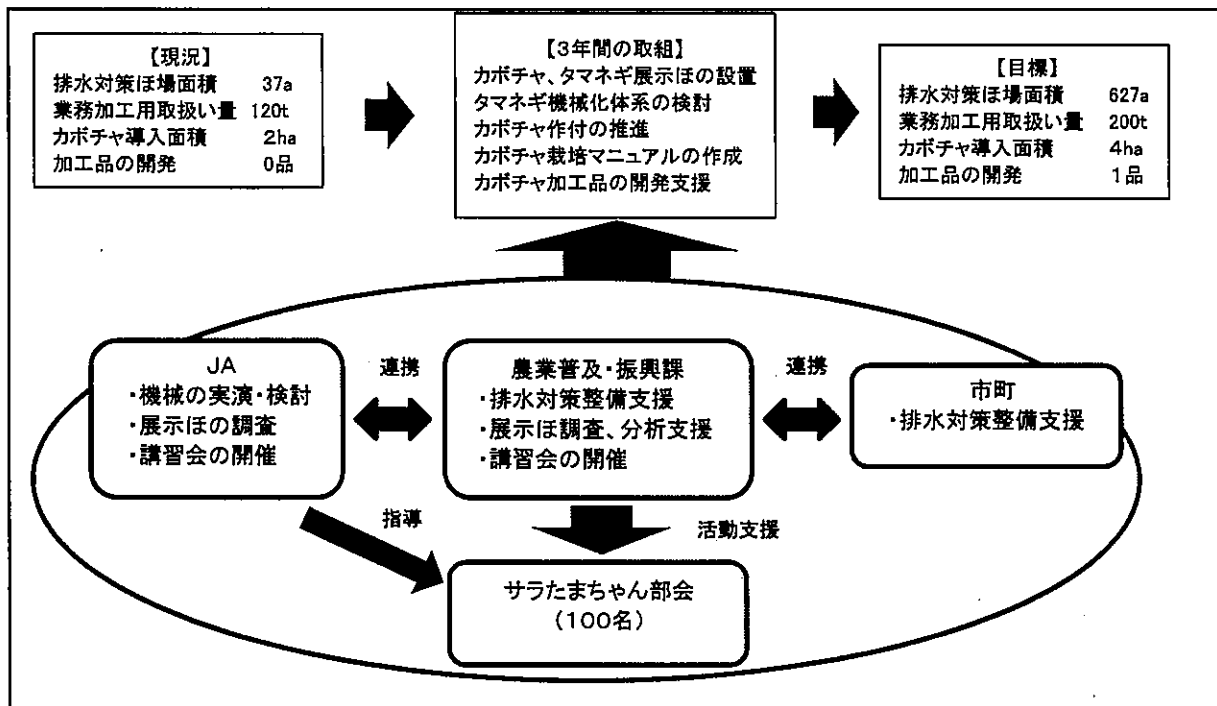 【現況】
排水対策ほ場面積 37a
業務加工用取扱い量 120t
カボチャ導入面積 2ha
加工品の開発 0品
【3年間の取組】
カボチャ、タマネギ展示ほの設置
タマネギ機械化体系の検討
カボチャ作付の推進
カボチャ栽培マニュアルの作成
カボチャ加工品の開発支援
【目標】
排水対策ほ場面積 627a
業務加工用取扱い量 200t
カボチャ導入面積 4ha
加工品の開発 1品
JA
・機械の実演・検討
・展示ほの調査
・講習会の開催
連携
農業普及・振興課
・排水対策整備支援
・展示ほ調査、分析支援
・講習会の開催
連携
市町
・排水対策整備支援
指導
活動支援
サラたまちゃん部会
(100名)